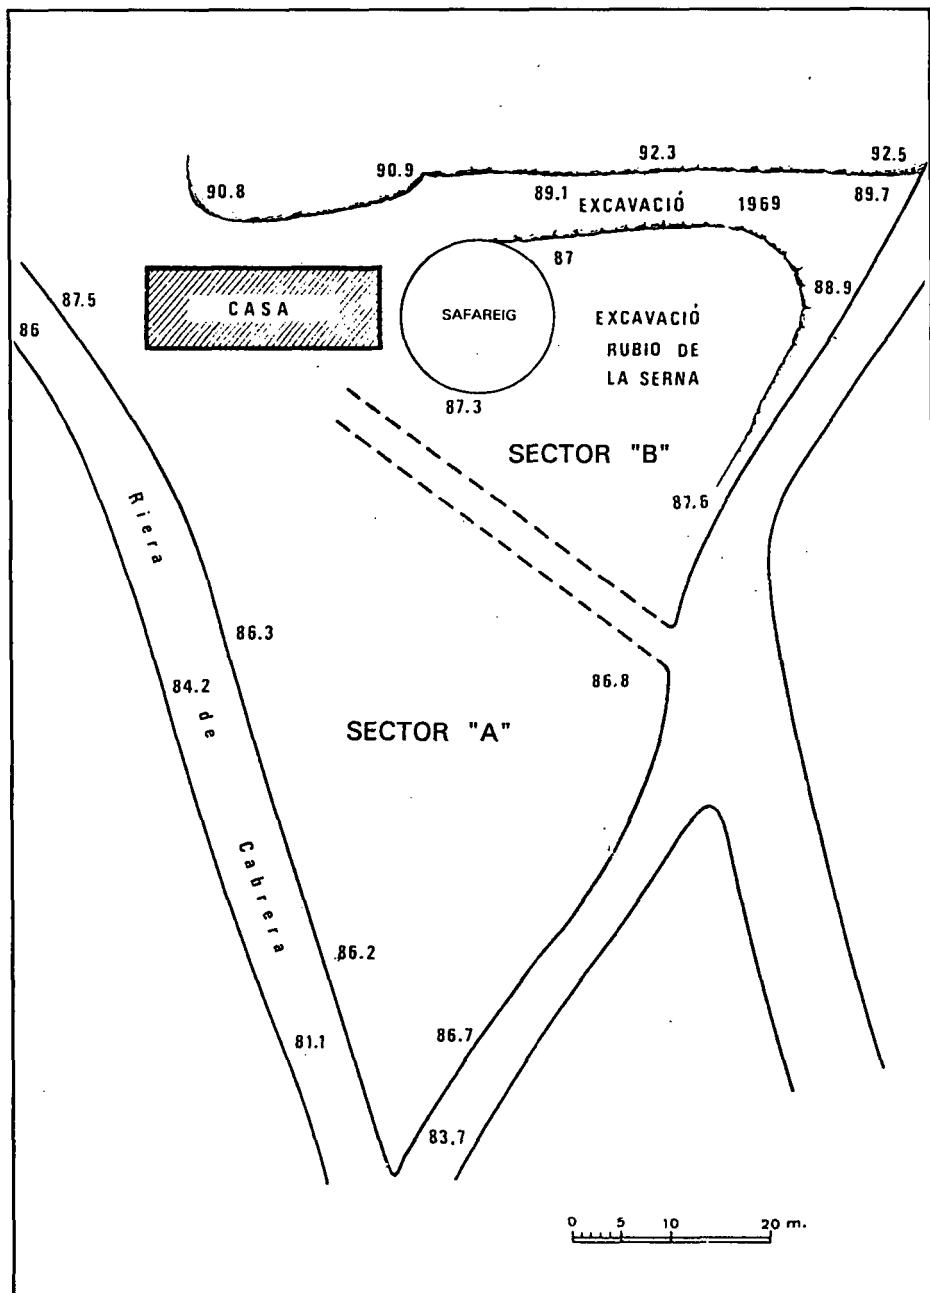 92.3
92.5
90.9
90.8
89.1
89.7
EXCAVACIÓ 1969
87
88.9
87.5
86
CASA
SAFAREIG
EXCAVACIÓ
RUBIO DE
LA SERNA
87.3
SECTOR "B"
87.6
Riera de Cabrera
86.3
84.2
86.8
SECTOR "A"
86.2
81.1
86.7
83.7
0 5 10 20 m.